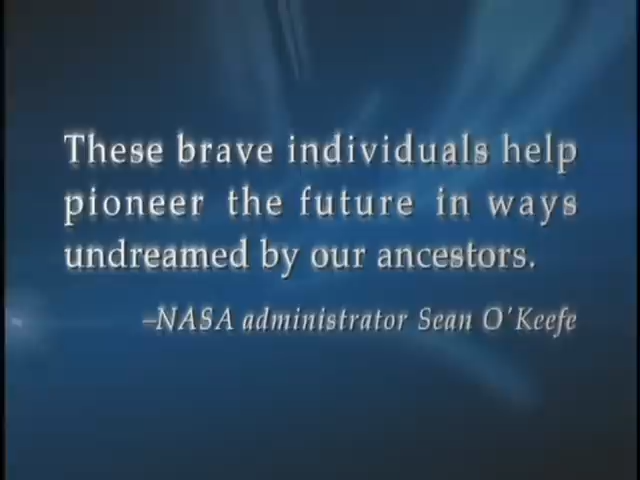 These brave individuals help
pioneer the future in ways
undreamed by our ancestors.
–NASA administrator Sean O'Keefe